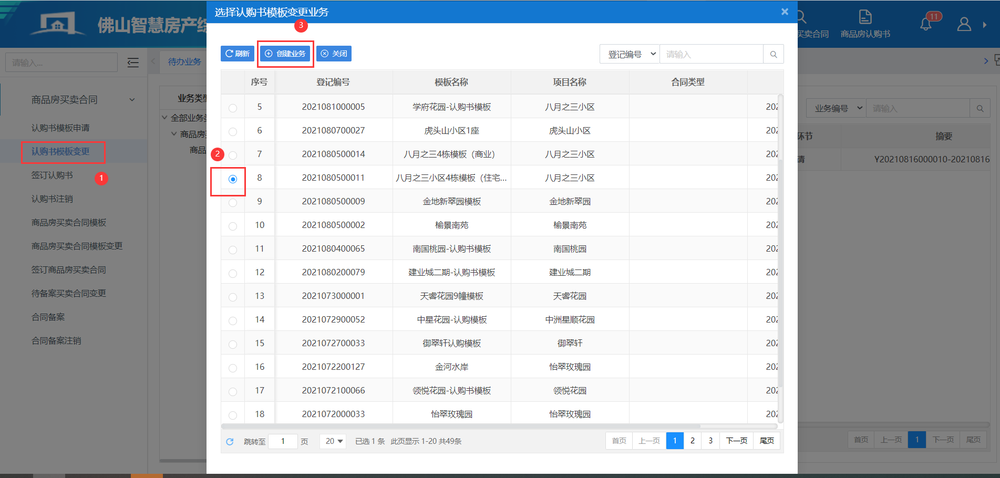 佛山智慧房产综
选择认购书模板变更业务
3
买卖合同
商品房认购书
11
请输入...
待办业务
刷新
创建业务
关闭
登记编号
请输入
商品房买卖合同
认购书模板申请
认购书模板变更
签订认购书
1
认购书注销
商品房买卖合同模板
商品房买卖合同模板变更
签订商品房买卖合同
待备案买卖合同变更
合同备案
合同备案注销
业务类型
全部业务类
商品房买
商品
2
序号 登记编号 模板名称 项目名称 合同类型
5 2021081000005 学府花园-认购书模板 八月之三小区 202
6 2021080700027 虎头山小区1座 虎头山小区 202
7 2021080500014 八月之三4栋模板（商业） 八月之三小区 202
8 2021080500011 八月之三小区4栋模板（住宅... 八月之三小区 202
9 2021080500009 金地新翠园模板 金地新翠园 202
10 2021080500002 榆景南苑 榆景南苑 202
11 2021080400065 南国桃园-认购书模板 南国桃园 202
12 2021080200079 建业城二期-认购书模板 建业城二期 202
13 2021073000001 天睿花园9幢模板 天睿花园 202
14 2021072900052 中星花园-认购模板 中洲星顺花园 202
15 2021072700033 御翠轩认购模板 御翠轩 202
16 2021072200127 金河水岸 怡翠玫瑰园 202
17 2021072100066 领悦花园-认购书模板 领悦花园 202
18 2021072000033 怡翠玫瑰园 怡翠玫瑰园 202
跳转至 1 页 20 已选 1 条 此页显示 1-20 共49条
首页 上一页 1 2 3 下一页 尾页
业务编号
请输入
环节 摘要
请 Y20210816000010-20210816
首页 上一页 1 下一页 尾页